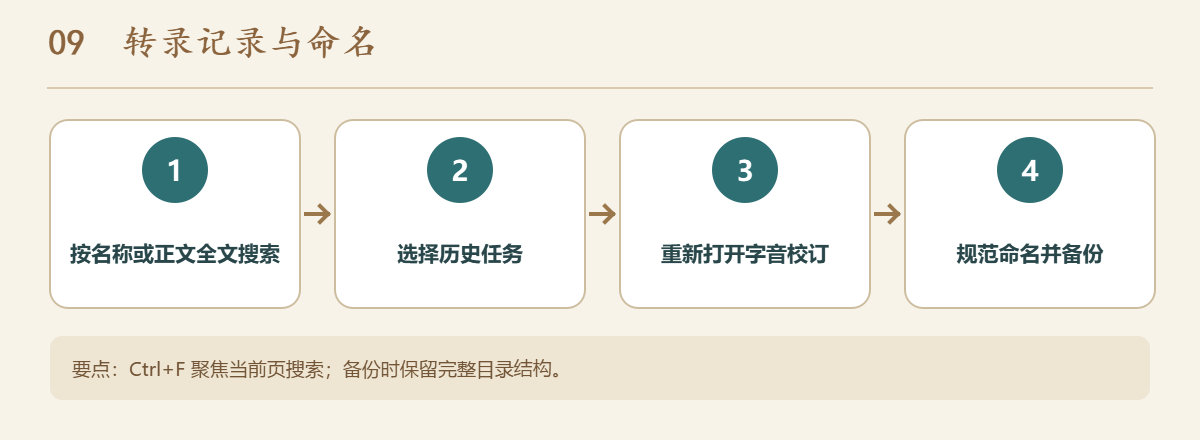 09 转录记录与命名
1
按名称或正文全文搜索
2
选择历史任务
3
重新打开字音校订
4
规范命名并备份
要点：Ctrl+F 聚焦当前页搜索；备份时保留完整目录结构。